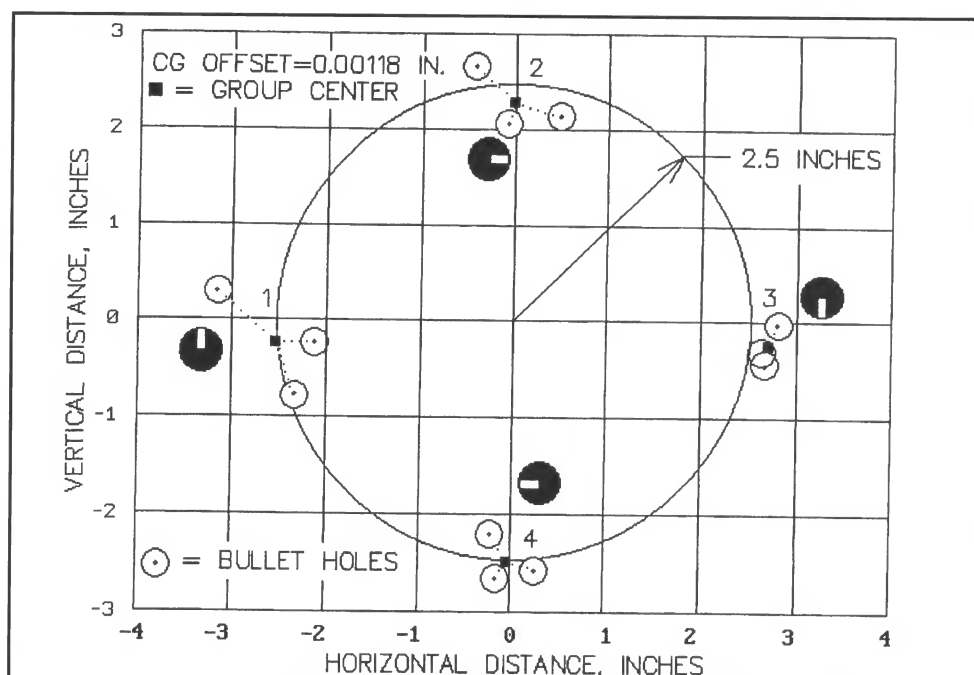 CG OFFSET=0.00118 IN.
■ = GROUP CENTER
2
2.5 INCHES
1
3
4
⊙ = BULLET HOLES
VERTICAL DISTANCE, INCHES
3
2
1
0
-1
-2
-3
-4 -3 -2 -1 0 1 2 3 4
HORIZONTAL DISTANCE, INCHES